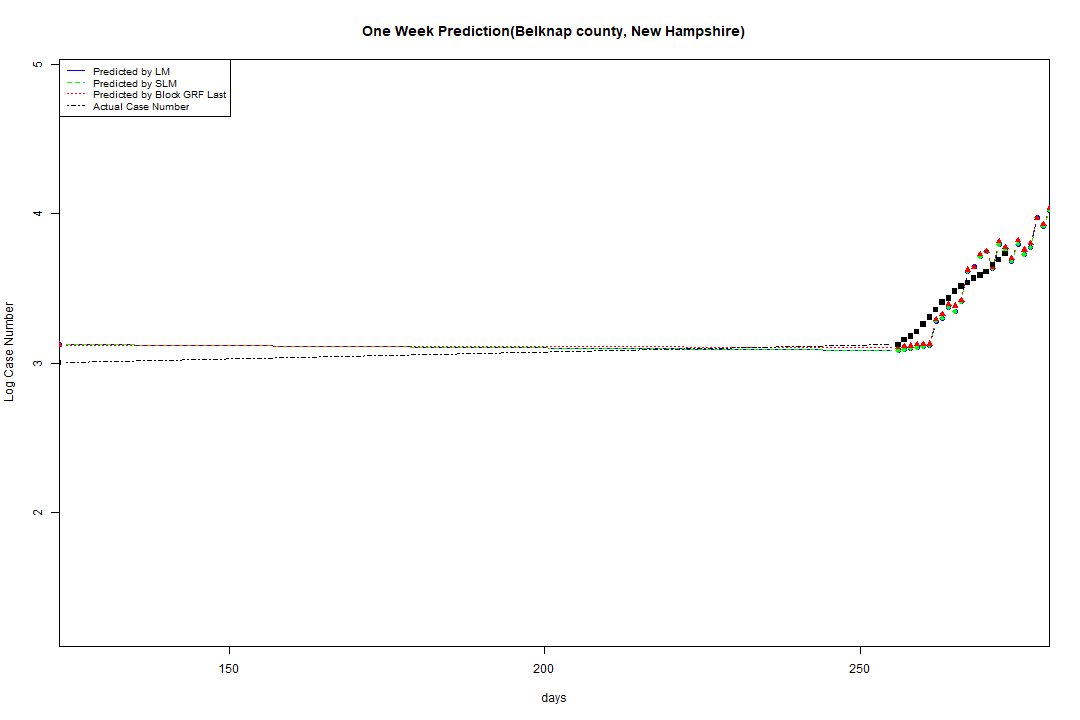 One Week Prediction(Belknap county, New Hampshire)
Predicted by LM
Predicted by SLM
Predicted by Block GRF Last
Actual Case Number
5
4
3
2
Log Case Number
150
200
250
days